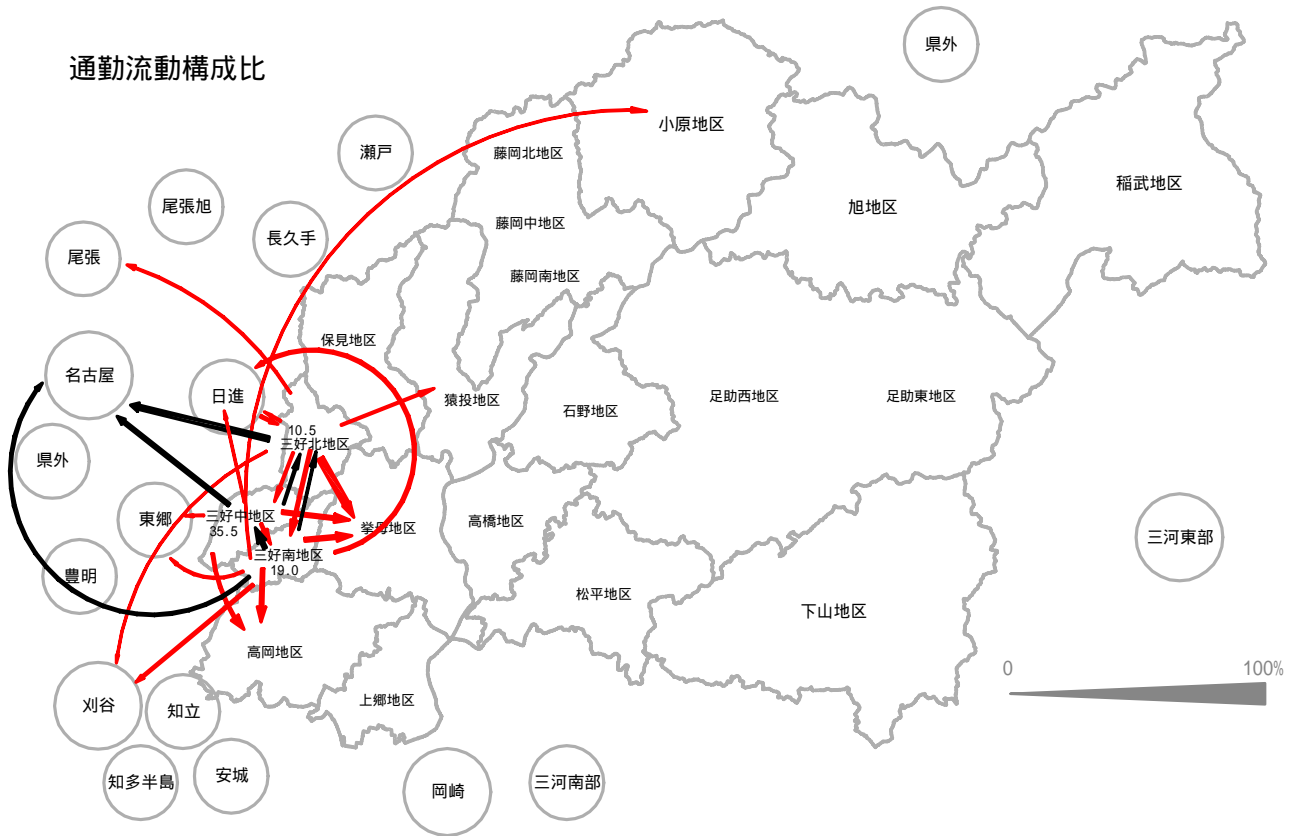 県外
通勤流動構成比
小原地区
瀬戸
藤岡北地区
稲武地区
尾張旭
旭地区
藤岡中地区
長久手
尾張
藤岡南地区
保見地区
名古屋
日進
猿投地区
石野地区
足助西地区
足助東地区
10.5
三好北地区
県外
東郷
三好中地区
35.5
挙母地区
高橋地区
三河東部
三好南地区
19.0
豊明
松平地区
下山地区
高岡地区
0
100%
上郷地区
刈谷
知立
安城
知多半島
岡崎
三河南部